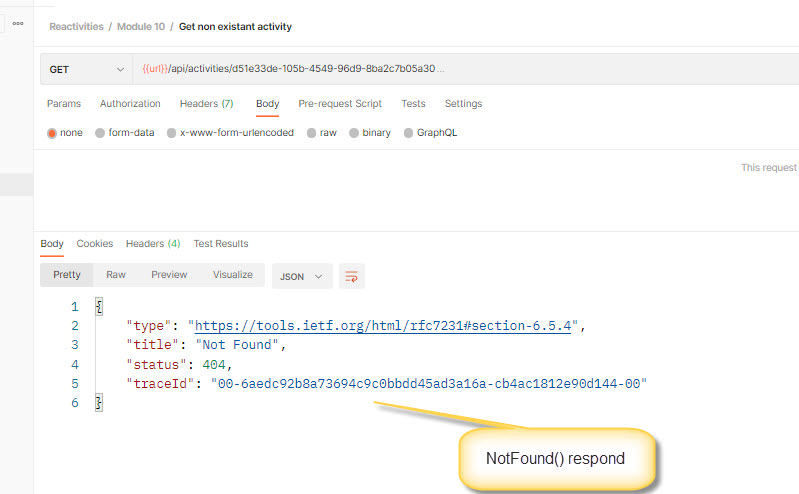 Reactivities / Module 10 / Get non existant activity
GET {{url}}/api/activities/d51e33de-105b-4549-96d9-8ba2c7b05a30 ...
Params Authorization Headers (7) Body Pre-request Script Tests Settings
none form-data x-www-form-urlencoded raw binary GraphQL
This request
Body Cookies Headers (4) Test Results
Pretty Raw Preview Visualize JSON
1 {
2 "type": "https://tools.ietf.org/html/rfc7231#section-6.5.4",
3 "title": "Not Found",
4 "status": 404,
5 "traceId": "00-6aedc92b8a73694c9c0bbdd45ad3a16a-cb4ac1812e90d144-00"
6 }
NotFound() respond